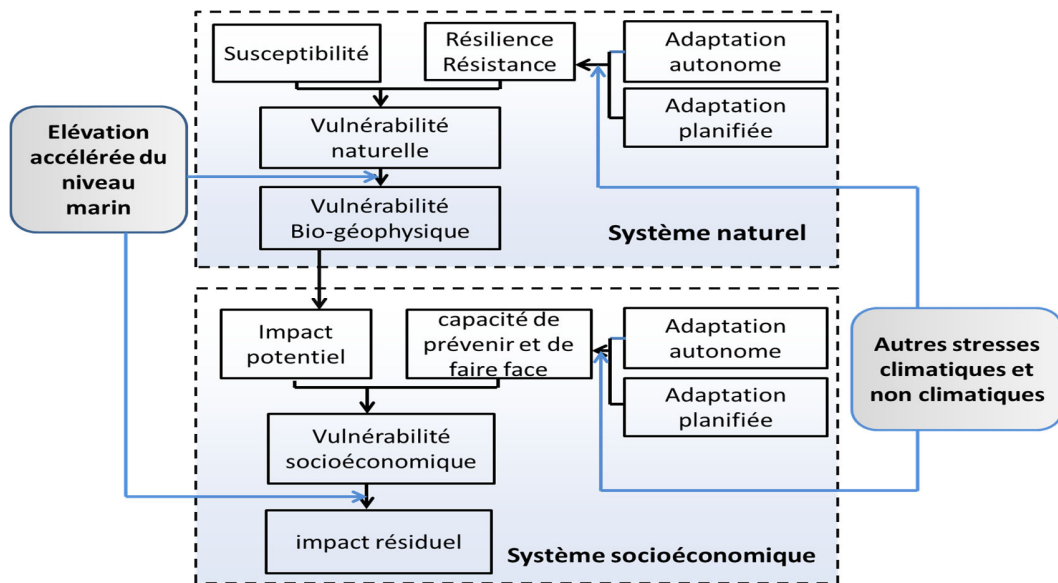 Susceptibilité
Résilience
Résistance
Adaptation
autonome
Adaptation
planifiée
Vulnérabilité
naturelle
Vulnérabilité
Bio-géophysique
Système naturel
Elévation
accélérée du
niveau
marin
Impact
potentiel
capacité de
prévenir et de
faire face
Adaptation
autonome
Adaptation
planifiée
Vulnérabilité
socioéconomique
impact résiduel
Système socioéconomique
Autres stresses
climatiques et
non climatiques